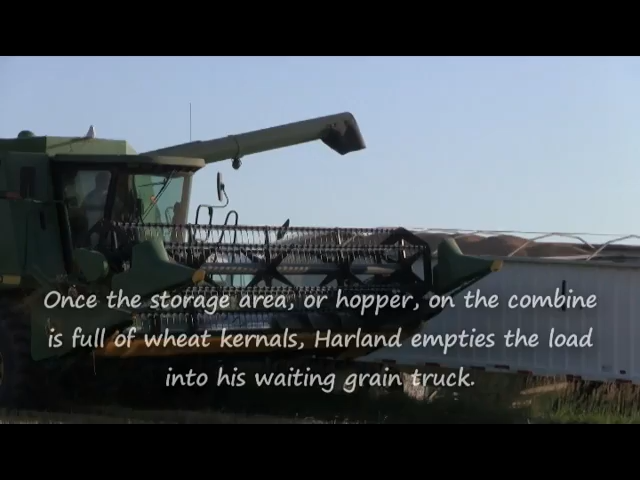 Once the storage area, or hopper, on the combine
is full of wheat kernals, Harland empties the load
into his waiting grain truck.